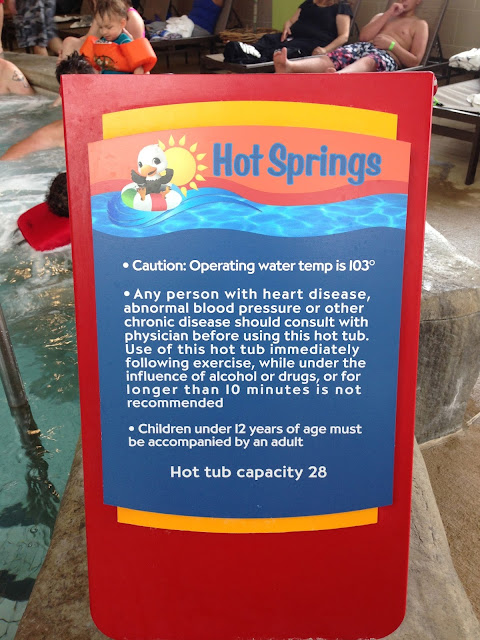 Hot Springs
• Caution: Operating water temp is 103°
• Any person with heart disease,
abnormal blood pressure or other
chronic disease should consult with
physician before using this hot tub.
Use of this hot tub immediately
following exercise, while under the
influence of alcohol or drugs, or for
longer than 10 minutes is not
recommended
• Children under 12 years of age must
be accompanied by an adult
Hot tub capacity 28